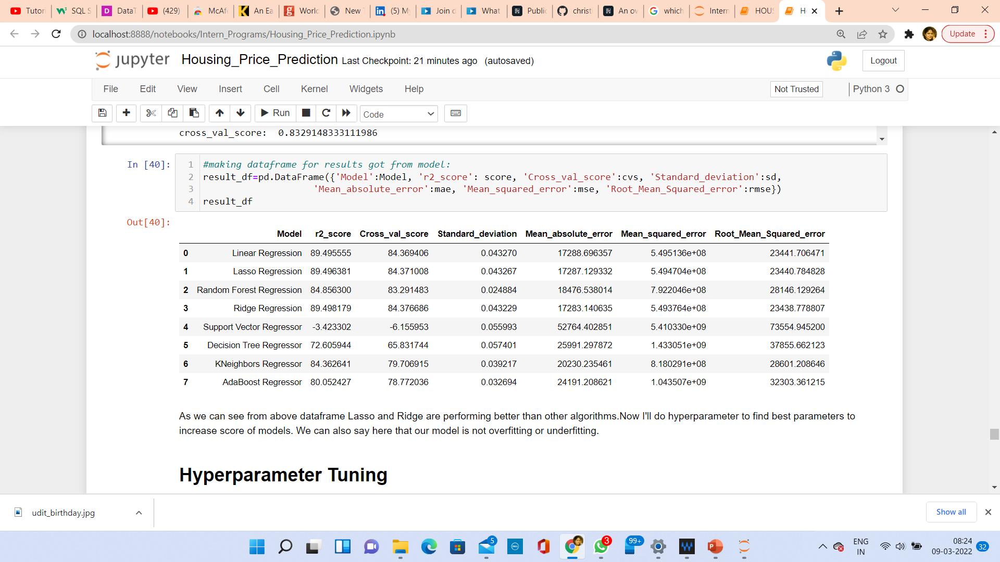 Tutori
SQL S
DataT
(429)
McAfe
An Ea
World
New T
(5) My
Join d
What
Public
christi
An ov
which
Intern
HOUS
H
localhost:8888/notebooks/Intern_Programs/Housing_Price_Prediction.ipynb
Update
jupyter Housing_Price_Prediction Last Checkpoint: 21 minutes ago (autosaved)
Logout
File Edit View Insert Cell Kernel Widgets Help
Not Trusted
Python 3
Run
Code
cross_val_score: 0.8329148333111986
In [40]:
1 #making dataframe for results got from model:
2 result_df=pd.DataFrame({'Model':Model, 'r2_score': score, 'Cross_val_score':cvs, 'Standard_deviation':sd,
3 'Mean_absolute_error':mae, 'Mean_squared_error':mse, 'Root_Mean_Squared_error':rmse})
4 result_df
Out[40]:
Model r2_score Cross_val_score Standard_deviation Mean_absolute_error Mean_squared_error Root_Mean_Squared_error
0 Linear Regression 89.495555 84.369406 0.043270 17288.696357 5.495136e+08 23441.706471
1 Lasso Regression 89.496381 84.371008 0.043267 17287.129332 5.494704e+08 23440.784828
2 Random Forest Regression 84.856300 83.291483 0.024884 18476.538014 7.922046e+08 28146.129264
3 Ridge Regression 89.498179 84.376686 0.043229 17283.140635 5.493764e+08 23438.778807
4 Support Vector Regressor -3.423302 -6.155953 0.055993 52764.402851 5.410330e+09 73554.945200
5 Decision Tree Regressor 72.605944 65.831744 0.057401 25991.297872 1.433051e+09 37855.662123
6 KNeighbors Regressor 84.362641 79.706915 0.039217 20230.235461 8.180291e+08 28601.208646
7 AdaBoost Regressor 80.052427 78.772036 0.032694 24191.208621 1.043507e+09 32303.361215
As we can see from above dataframe Lasso and Ridge are performing better than other algorithms.Now I'll do hyperparameter to find best parameters to
increase score of models. We can also say here that our model is not overfitting or underfitting.
Hyperparameter Tuning
udit_birthday.jpg
Show all
5
3
99+
ENG
IN
08:24
09-03-2022
32